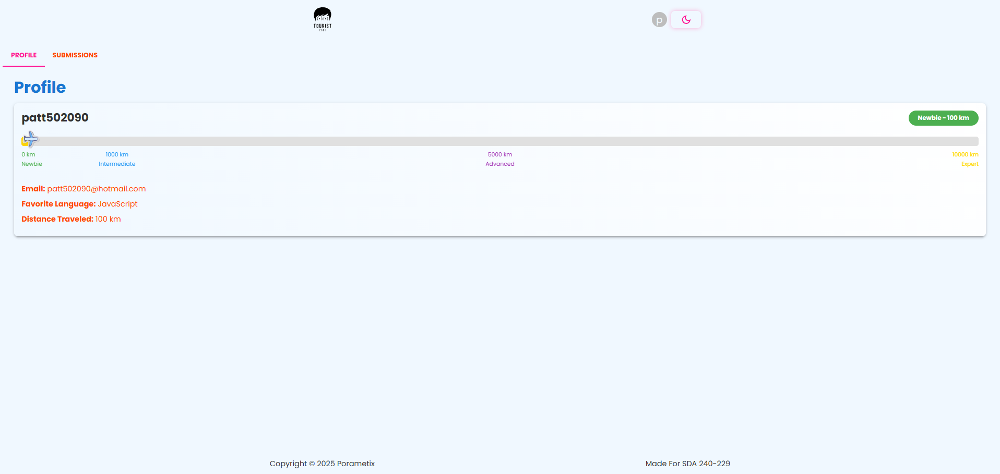 TOURIST
CODE
p
PROFILE
SUBMISSIONS
Profile
patt502090
Newbie - 100 km
0 km
Newbie
1000 km
Intermediate
5000 km
Advanced
10000 km
Expert
Email: patt502090@hotmail.com
Favorite Language: JavaScript
Distance Traveled: 100 km
Copyright © 2025 Porametix
Made For SDA 240-229